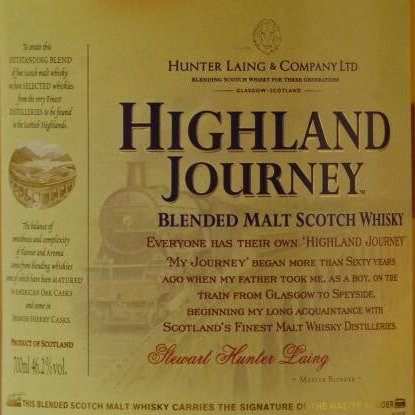 To create this
OUTSTANDING BLEND
of fine Scotch malt whisky
we have SELECTED whiskies
from the very Finest
DISTILLERIES to be found
in the Scottish Highlands.
The balance of
smoothness and complexity
of Flavour and Aroma
comes from blending whiskies
some of which have been MATURED
in AMERICAN OAK CASKS
and some in
SPANISH SHERRY CASKS.
PRODUCT OF SCOTLAND
700ml 46.2%vol.
HUNTER LAING & COMPANY LTD
BLENDING SCOTCH WHISKY FOR THREE GENERATIONS
GLASGOW-SCOTLAND
HIGHLAND
JOURNEY TM
BLENDED MALT SCOTCH WHISKY
EVERYONE HAS THEIR OWN 'HIGHLAND JOURNEY'
'MY JOURNEY' BEGAN MORE THAN SIXTY YEARS
AGO WHEN MY FATHER TOOK ME, AS A BOY, ON THE
TRAIN FROM GLASGOW TO SPEYSIDE,
BEGINNING MY LONG ACQUAINTANCE WITH
SCOTLAND'S FINEST MALT WHISKY DISTILLERIES.
Stewart Hunter Laing
~ MASTER BLENDER ~
THIS BLENDED SCOTCH MALT WHISKY CARRIES THE SIGNATURE OF THE MASTER BLENDER